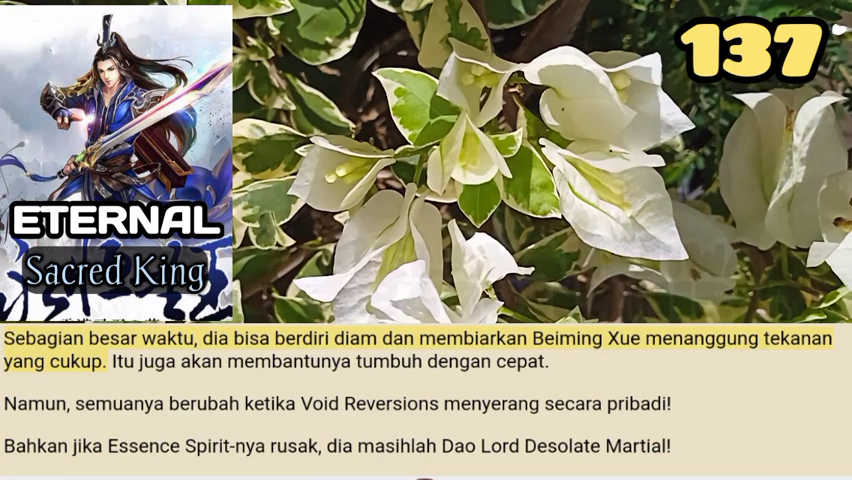 137
ETERNAL
Sacred King
Sebagian besar waktu, dia bisa berdiri diam dan membiarkan Beiming Xue menanggung tekanan
yang cukup. Itu juga akan membantunya tumbuh dengan cepat.
Namun, semuanya berubah ketika Void Reversions menyerang secara pribadi!
Bahkan jika Essence Spirit-nya rusak, dia masihlah Dao Lord Desolate Martial!